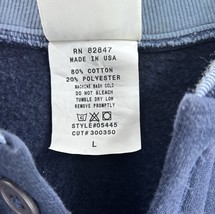 RN 82847
MADE IN USA
80% COTTON
20% POLYESTER
MACHINE WASH COLD
DO NOT BLEACH
TUMBLE DRY LOW
REMOVE PROMPTLY
STYLE#05445
CUT#300350
L